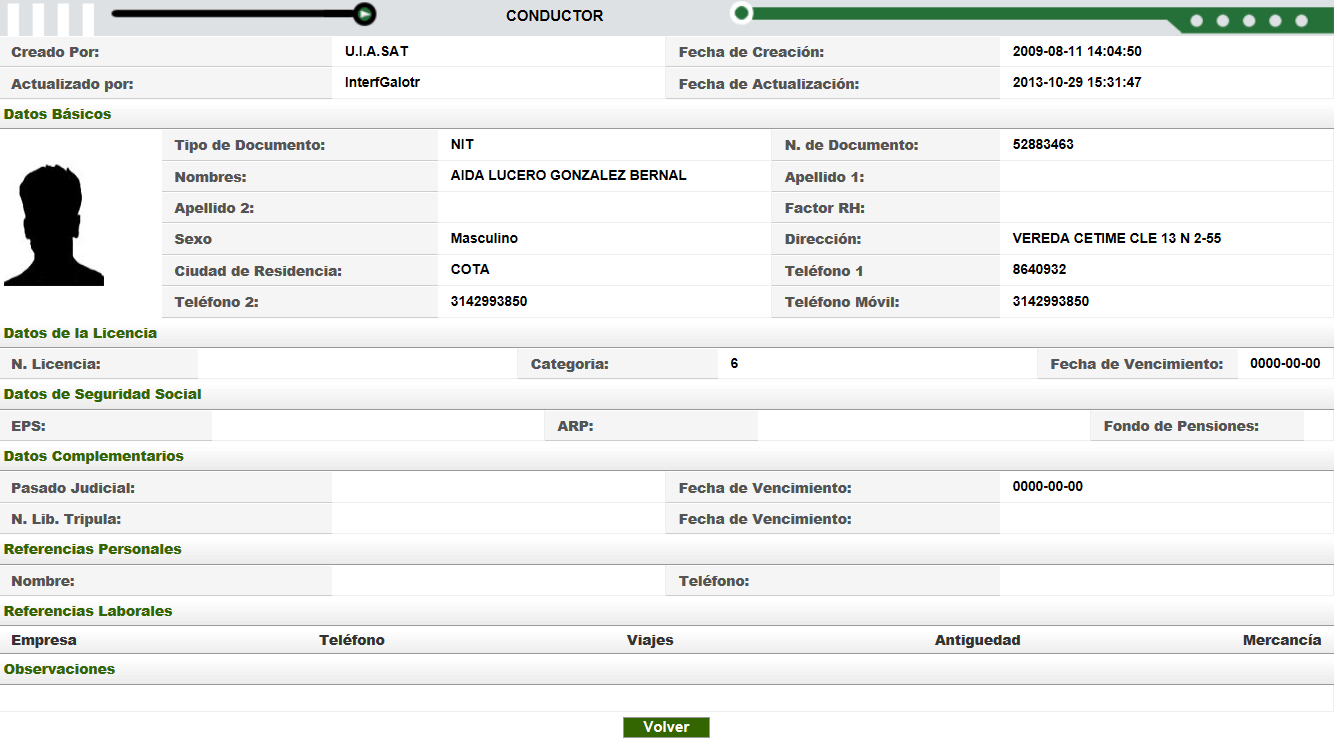 CONDUCTOR
Creado Por: U.I.A.SAT Fecha de Creación: 2009-08-11 14:04:50
Actualizado por: InterfGalotr Fecha de Actualización: 2013-10-29 15:31:47
Datos Básicos
Tipo de Documento: NIT N. de Documento: 52883463
Nombres: AIDA LUCERO GONZALEZ BERNAL Apellido 1:
Apellido 2: Factor RH:
Sexo Masculino Dirección: VEREDA CETIME CLE 13 N 2-55
Ciudad de Residencia: COTA Teléfono 1 8640932
Teléfono 2: 3142993850 Teléfono Móvil: 3142993850
Datos de la Licencia
N. Licencia: Categoria: 6 Fecha de Vencimiento: 0000-00-00
Datos de Seguridad Social
EPS: ARP: Fondo de Pensiones:
Datos Complementarios
Pasado Judicial: Fecha de Vencimiento: 0000-00-00
N. Lib. Tripula: Fecha de Vencimiento:
Referencias Personales
Nombre: Teléfono:
Referencias Laborales
Empresa Teléfono Viajes Antiguedad Mercancía
Observaciones
Volver